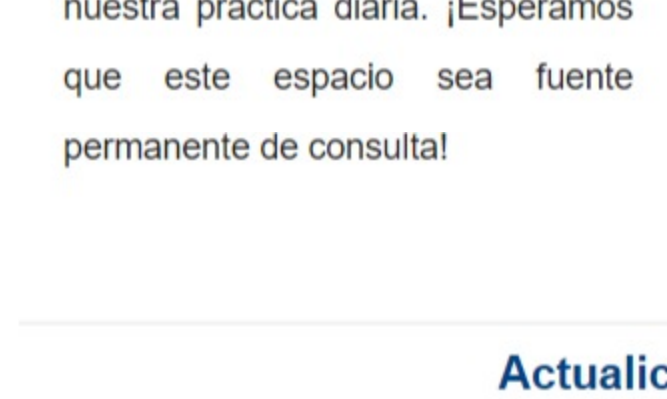 nuestra práctica diaria. ¡Esperamos
que este espacio sea fuente
permanente de consulta!
Actualic